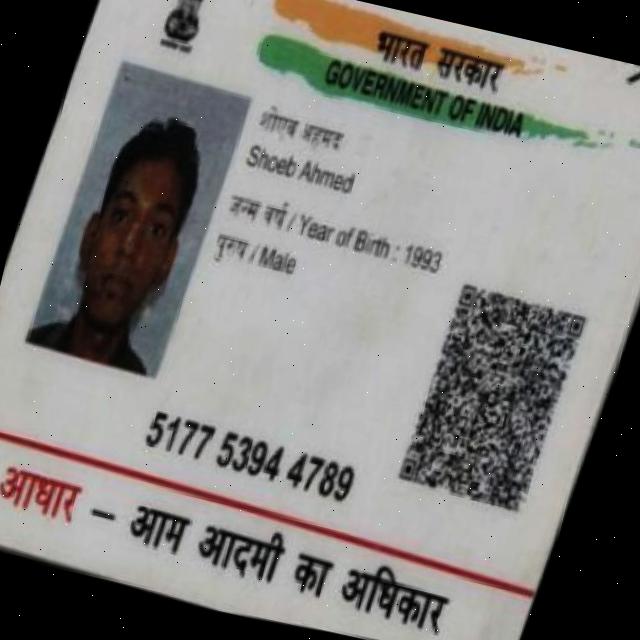 भारत सरकार
GOVERNMENT OF INDIA
शोएब अहमद
Shoeb Ahmed
जन्म वर्ष / Year of Birth : 1993
पुरुष / Male
5177 5394 4789
आधार – आम आदमी का अधिकार